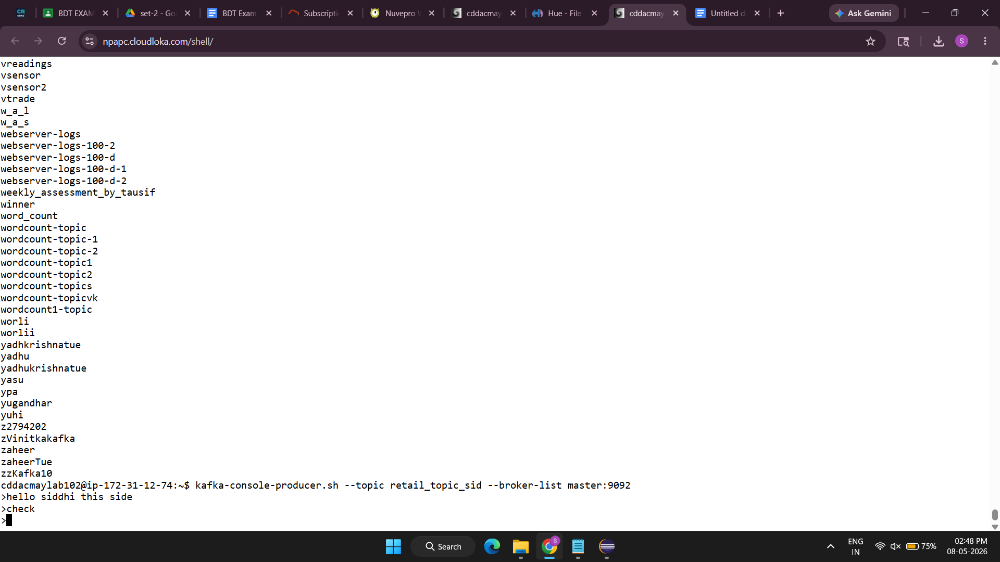 CR
CDAC
BDT EXAM
set-2 - Go
BDT Exam
Subscripti
Nuvepro
cddacmay
Hue - File
cddacmay
Untitled d
Ask Gemini
npapc.cloudloka.com/shell/
S
vreadings
vsensor
vsensor2
vtrade
w_a_l
w_a_s
webserver-logs
webserver-logs-100-2
webserver-logs-100-d
webserver-logs-100-d-1
webserver-logs-100-d-2
weekly_assessment_by_tausif
winner
word_count
wordcount-topic
wordcount-topic-1
wordcount-topic-2
wordcount-topic1
wordcount-topic2
wordcount-topics
wordcount-topicvk
wordcount1-topic
worli
worlii
yadhkrishnatue
yadhu
yadhukrishnatue
yasu
ypa
yugandhar
yuhi
z2794202
zVinitkakafka
zaheer
zaheerTue
zzKafka10
cddacmaylab102@ip-172-31-12-74:~$ kafka-console-producer.sh --topic retail_topic_sid --broker-list master:9092
>hello siddhi this side
>check
>
Search
S
ENG
IN
75%
02:48 PM
08-05-2026